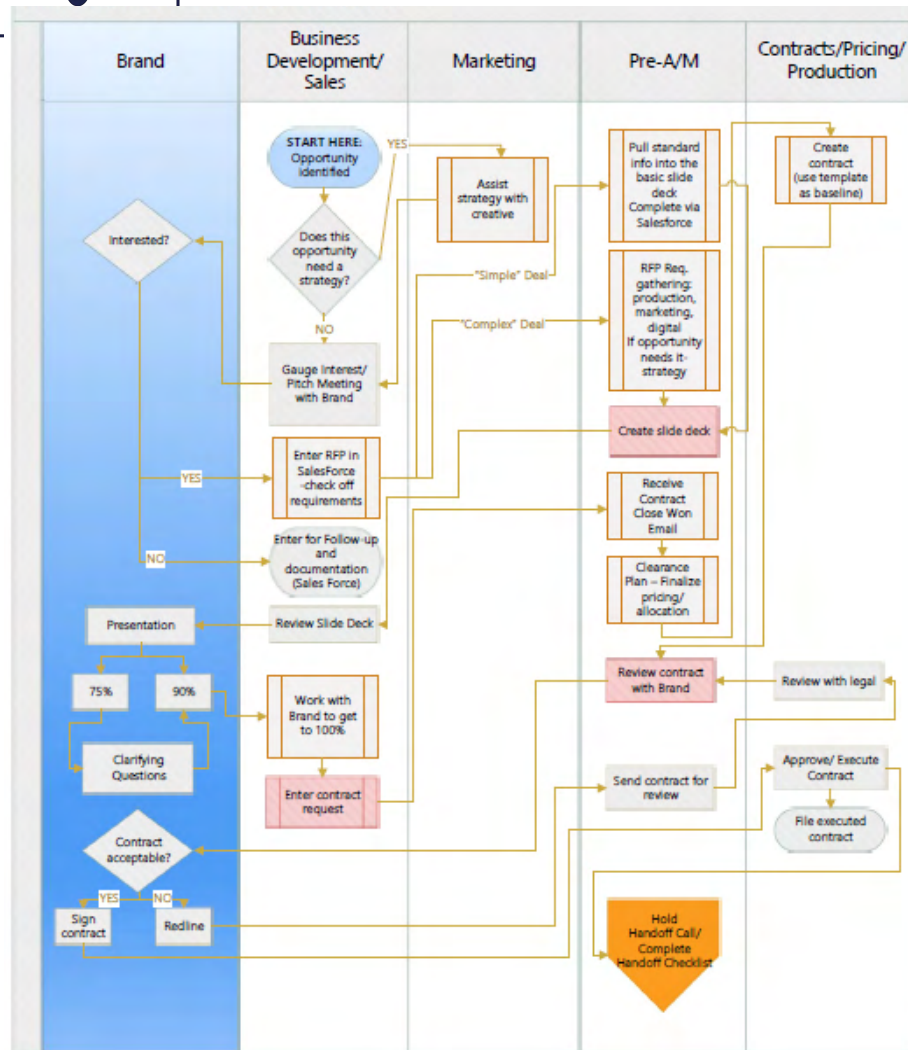 Brand
Business
Development/
Sales
Marketing
Pre-A/M
Contracts/Pricing/
Production
START HERE:
Opportunity
identified
YES
Assist
strategy with
creative
Pull standard
info into the
basic slide
deck
Complete via
Salesforce
Create
contract
(use template
as baseline)
Interested?
Does this
opportunity
need a
strategy?
"Simple" Deal
RFP Req.
gathering:
production,
marketing,
digital
If opportunity
needs it-
strategy
"Complex" Deal
NO
Gauge Interest/
Pitch Meeting
with Brand
Create slide deck
YES
Enter RFP in
SalesForce
-check off
requirements
Receive
Contract
Close Won
Email
NO
Enter for Follow-up
and
documentation
(Sales Force)
Clearance
Plan – Finalize
pricing/
allocation
Presentation
Review Slide Deck
75%
90%
Work with
Brand to get
to 100%
Review contract
with Brand
Review with legal
Clarifying
Questions
Enter contract
request
Send contract for
review
Approve/ Execute
Contract
File executed
contract
Contract
acceptable?
YES
NO
Sign
contract
Redline
Hold
Handoff Call/
Complete
Handoff Checklist